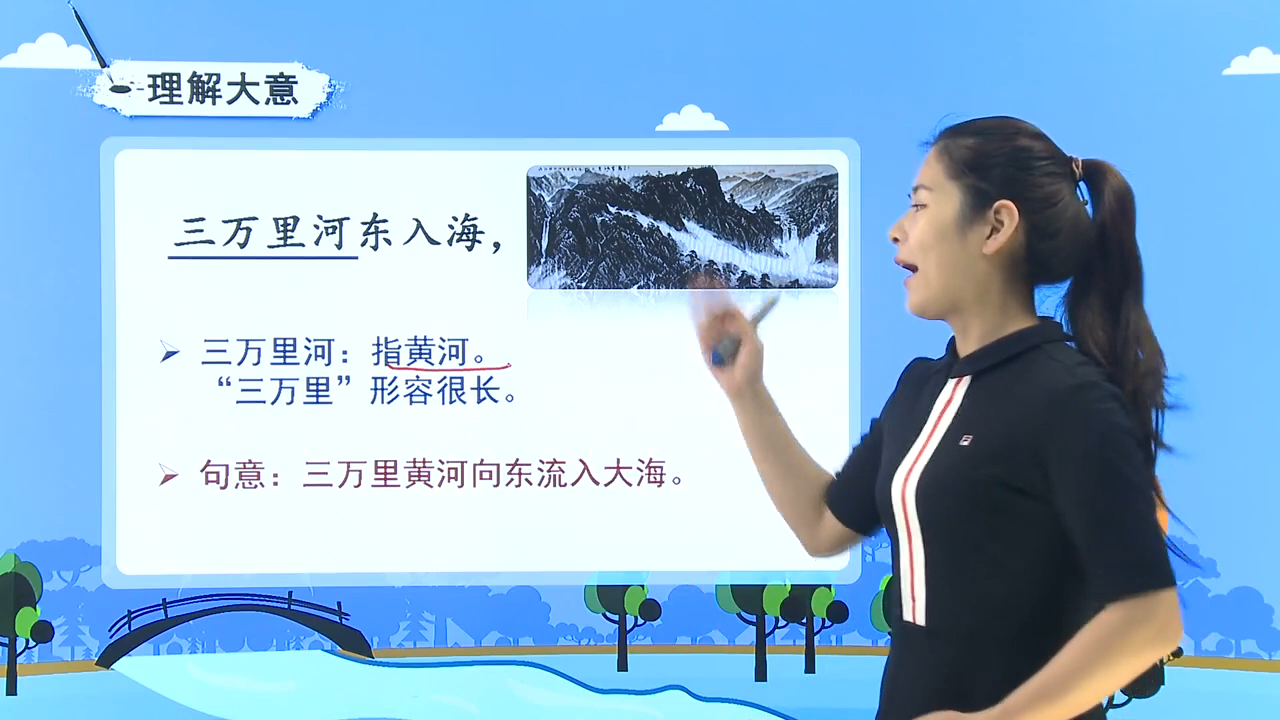 理解大意
三万里河东入海，
三万里河：指黄河。
“三万里”形容很长。
句意：三万里黄河向东流入大海。